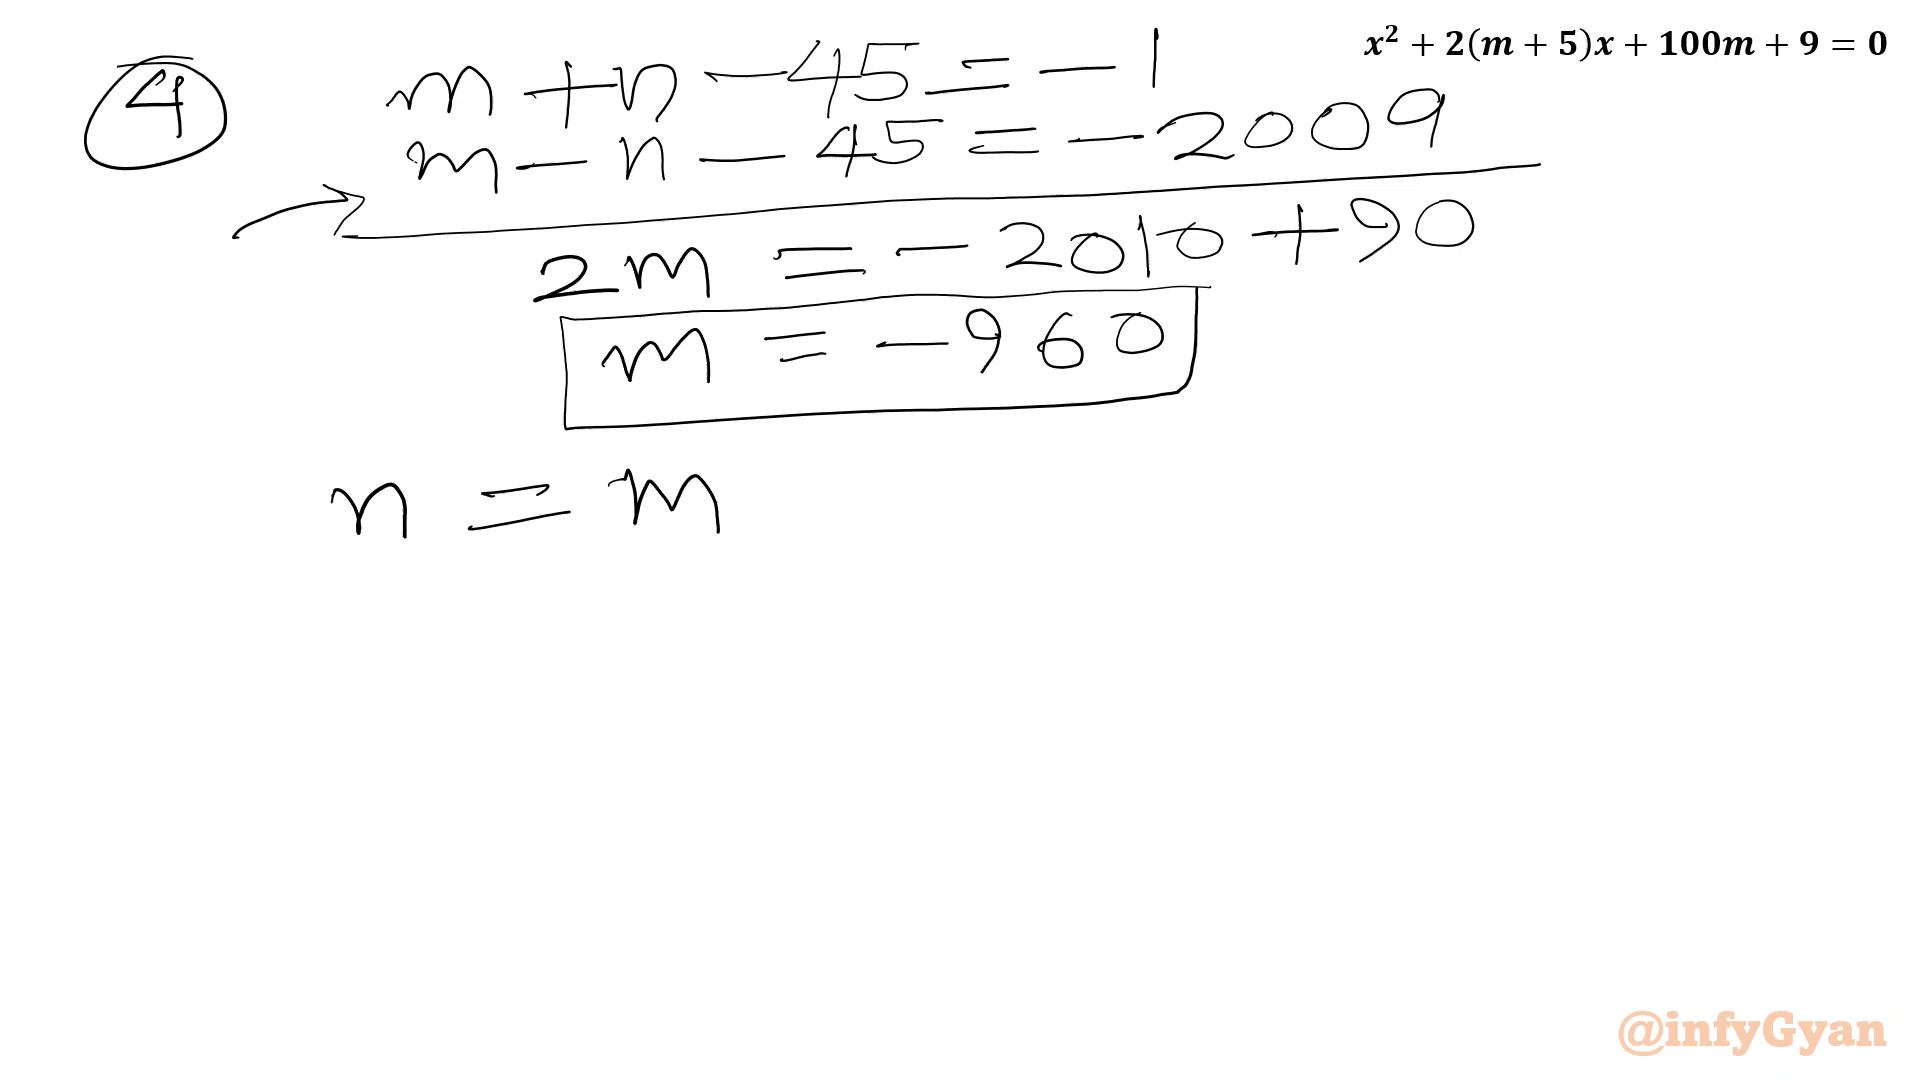 x² + 2(m + 5)x + 100m + 9 = 0
4
m + n - 45 = - 1
m - n - 45 = - 2009
2m = - 2010 + 90
m = - 960
n = m
@infyGyan